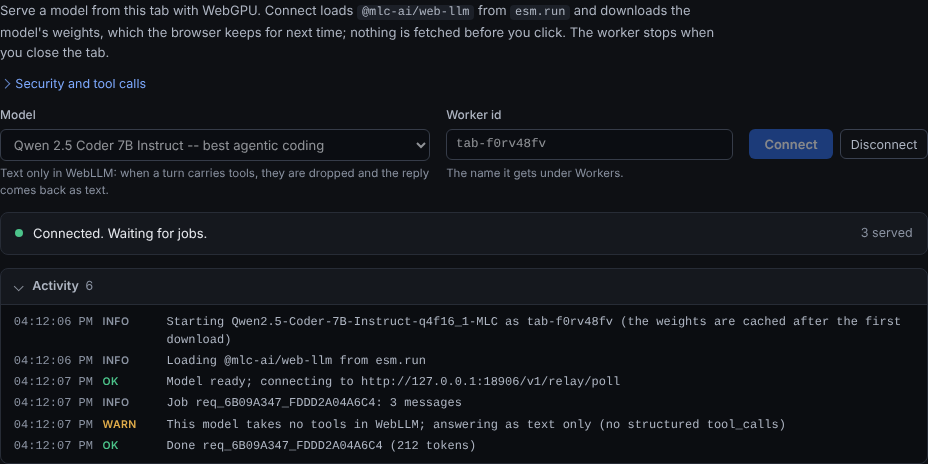 Serve a model from this tab with WebGPU. Connect loads @mlc-ai/web-llm from esm.run and downloads the
model's weights, which the browser keeps for next time; nothing is fetched before you click. The worker stops when
you close the tab.
Security and tool calls
Model
Worker id
Qwen 2.5 Coder 7B Instruct -- best agentic coding
tab-f0rv48fv
Connect
Disconnect
Text only in WebLLM: when a turn carries tools, they are dropped and the reply
comes back as text.
The name it gets under Workers.
Connected. Waiting for jobs.
3 served
Activity 6
04:12:06 PM INFO Starting Qwen2.5-Coder-7B-Instruct-q4f16_1-MLC as tab-f0rv48fv (the weights are cached after the first
download)
04:12:06 PM INFO Loading @mlc-ai/web-llm from esm.run
04:12:07 PM OK Model ready; connecting to http://127.0.0.1:18906/v1/relay/poll
04:12:07 PM INFO Job req_6B09A347_FDDD2A04A6C4: 3 messages
04:12:07 PM WARN This model takes no tools in WebLLM; answering as text only (no structured tool_calls)
04:12:07 PM OK Done req_6B09A347_FDDD2A04A6C4 (212 tokens)